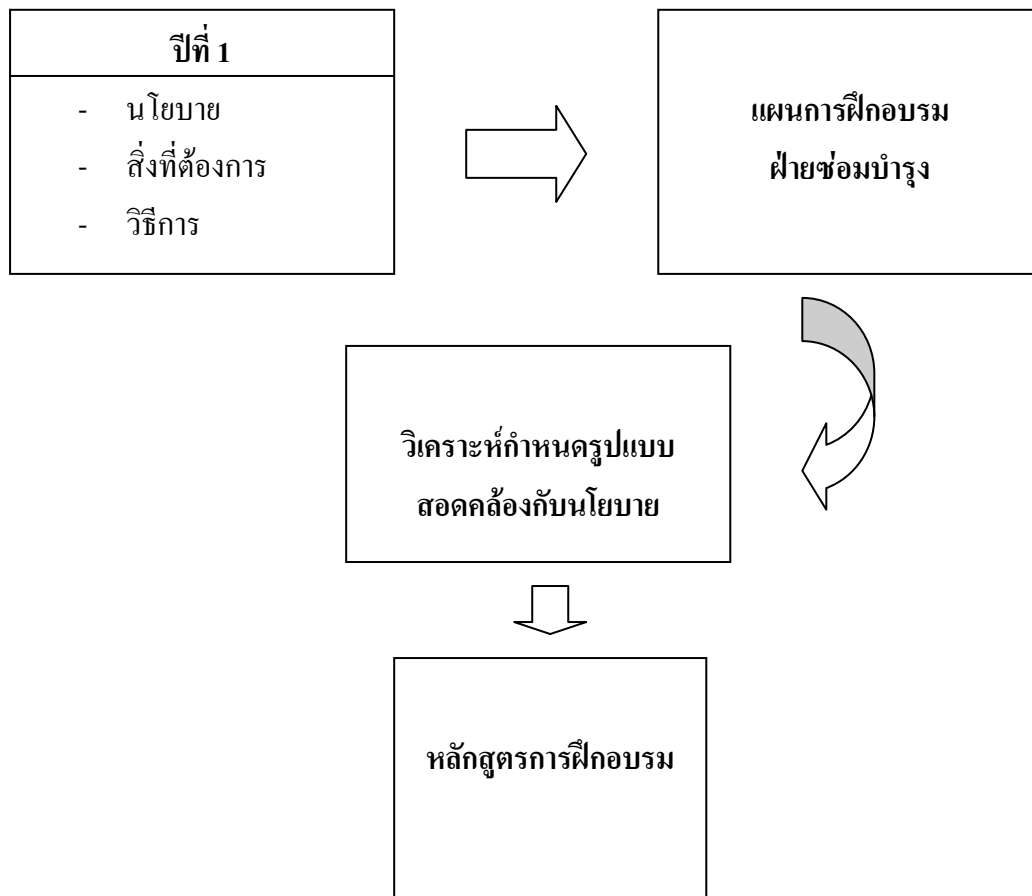 ปีที่ 1
- นโยบาย
- สิ่งที่ต้องการ
- วิธีการ
แผนการฝึกอบรม
ฝ่ายซ่อมบำรุง
วิเคราะห์กำหนดรูปแบบ
สอดคล้องกับนโยบาย
หลักสูตรการฝึกอบรม